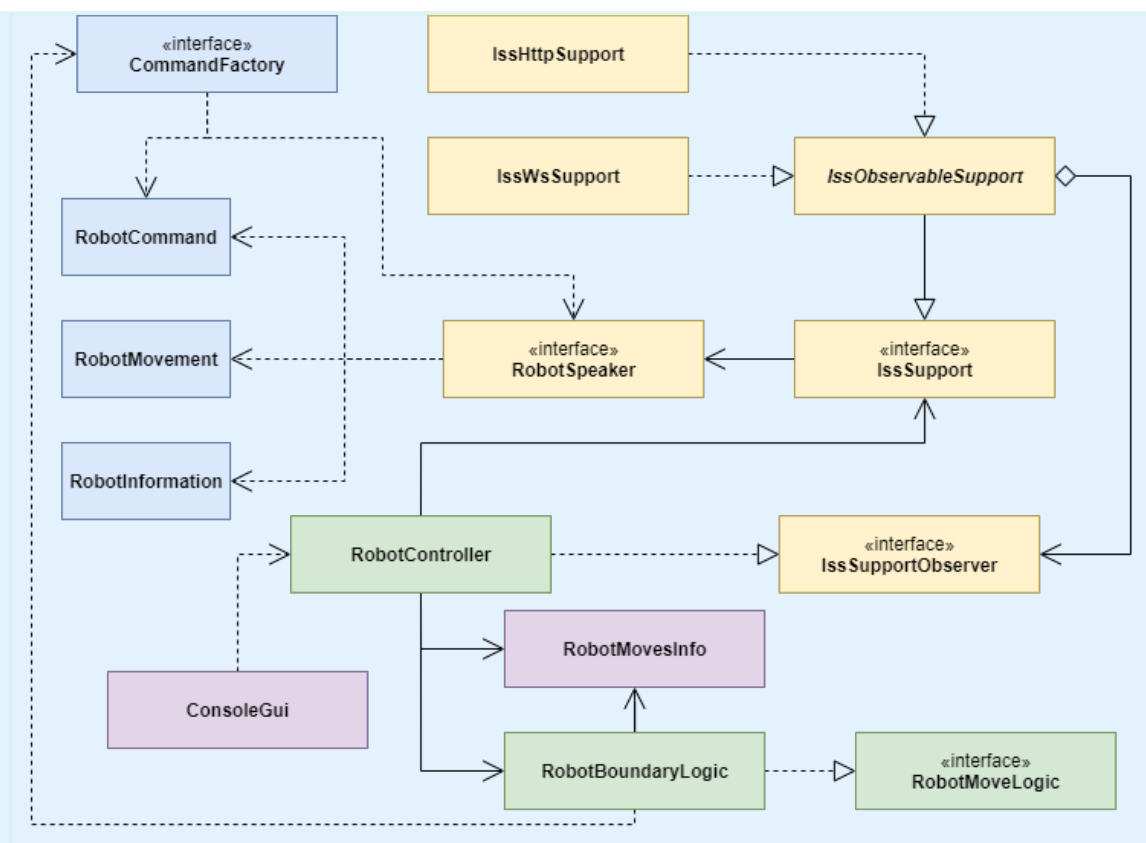 «interface»
CommandFactory
IssHttpSupport
IssWsSupport
IssObservableSupport
RobotCommand
RobotMovement
«interface»
RobotSpeaker
«interface»
IssSupport
RobotInformation
RobotController
«interface»
IssSupportObserver
RobotMovesInfo
ConsoleGui
RobotBoundaryLogic
«interface»
RobotMoveLogic